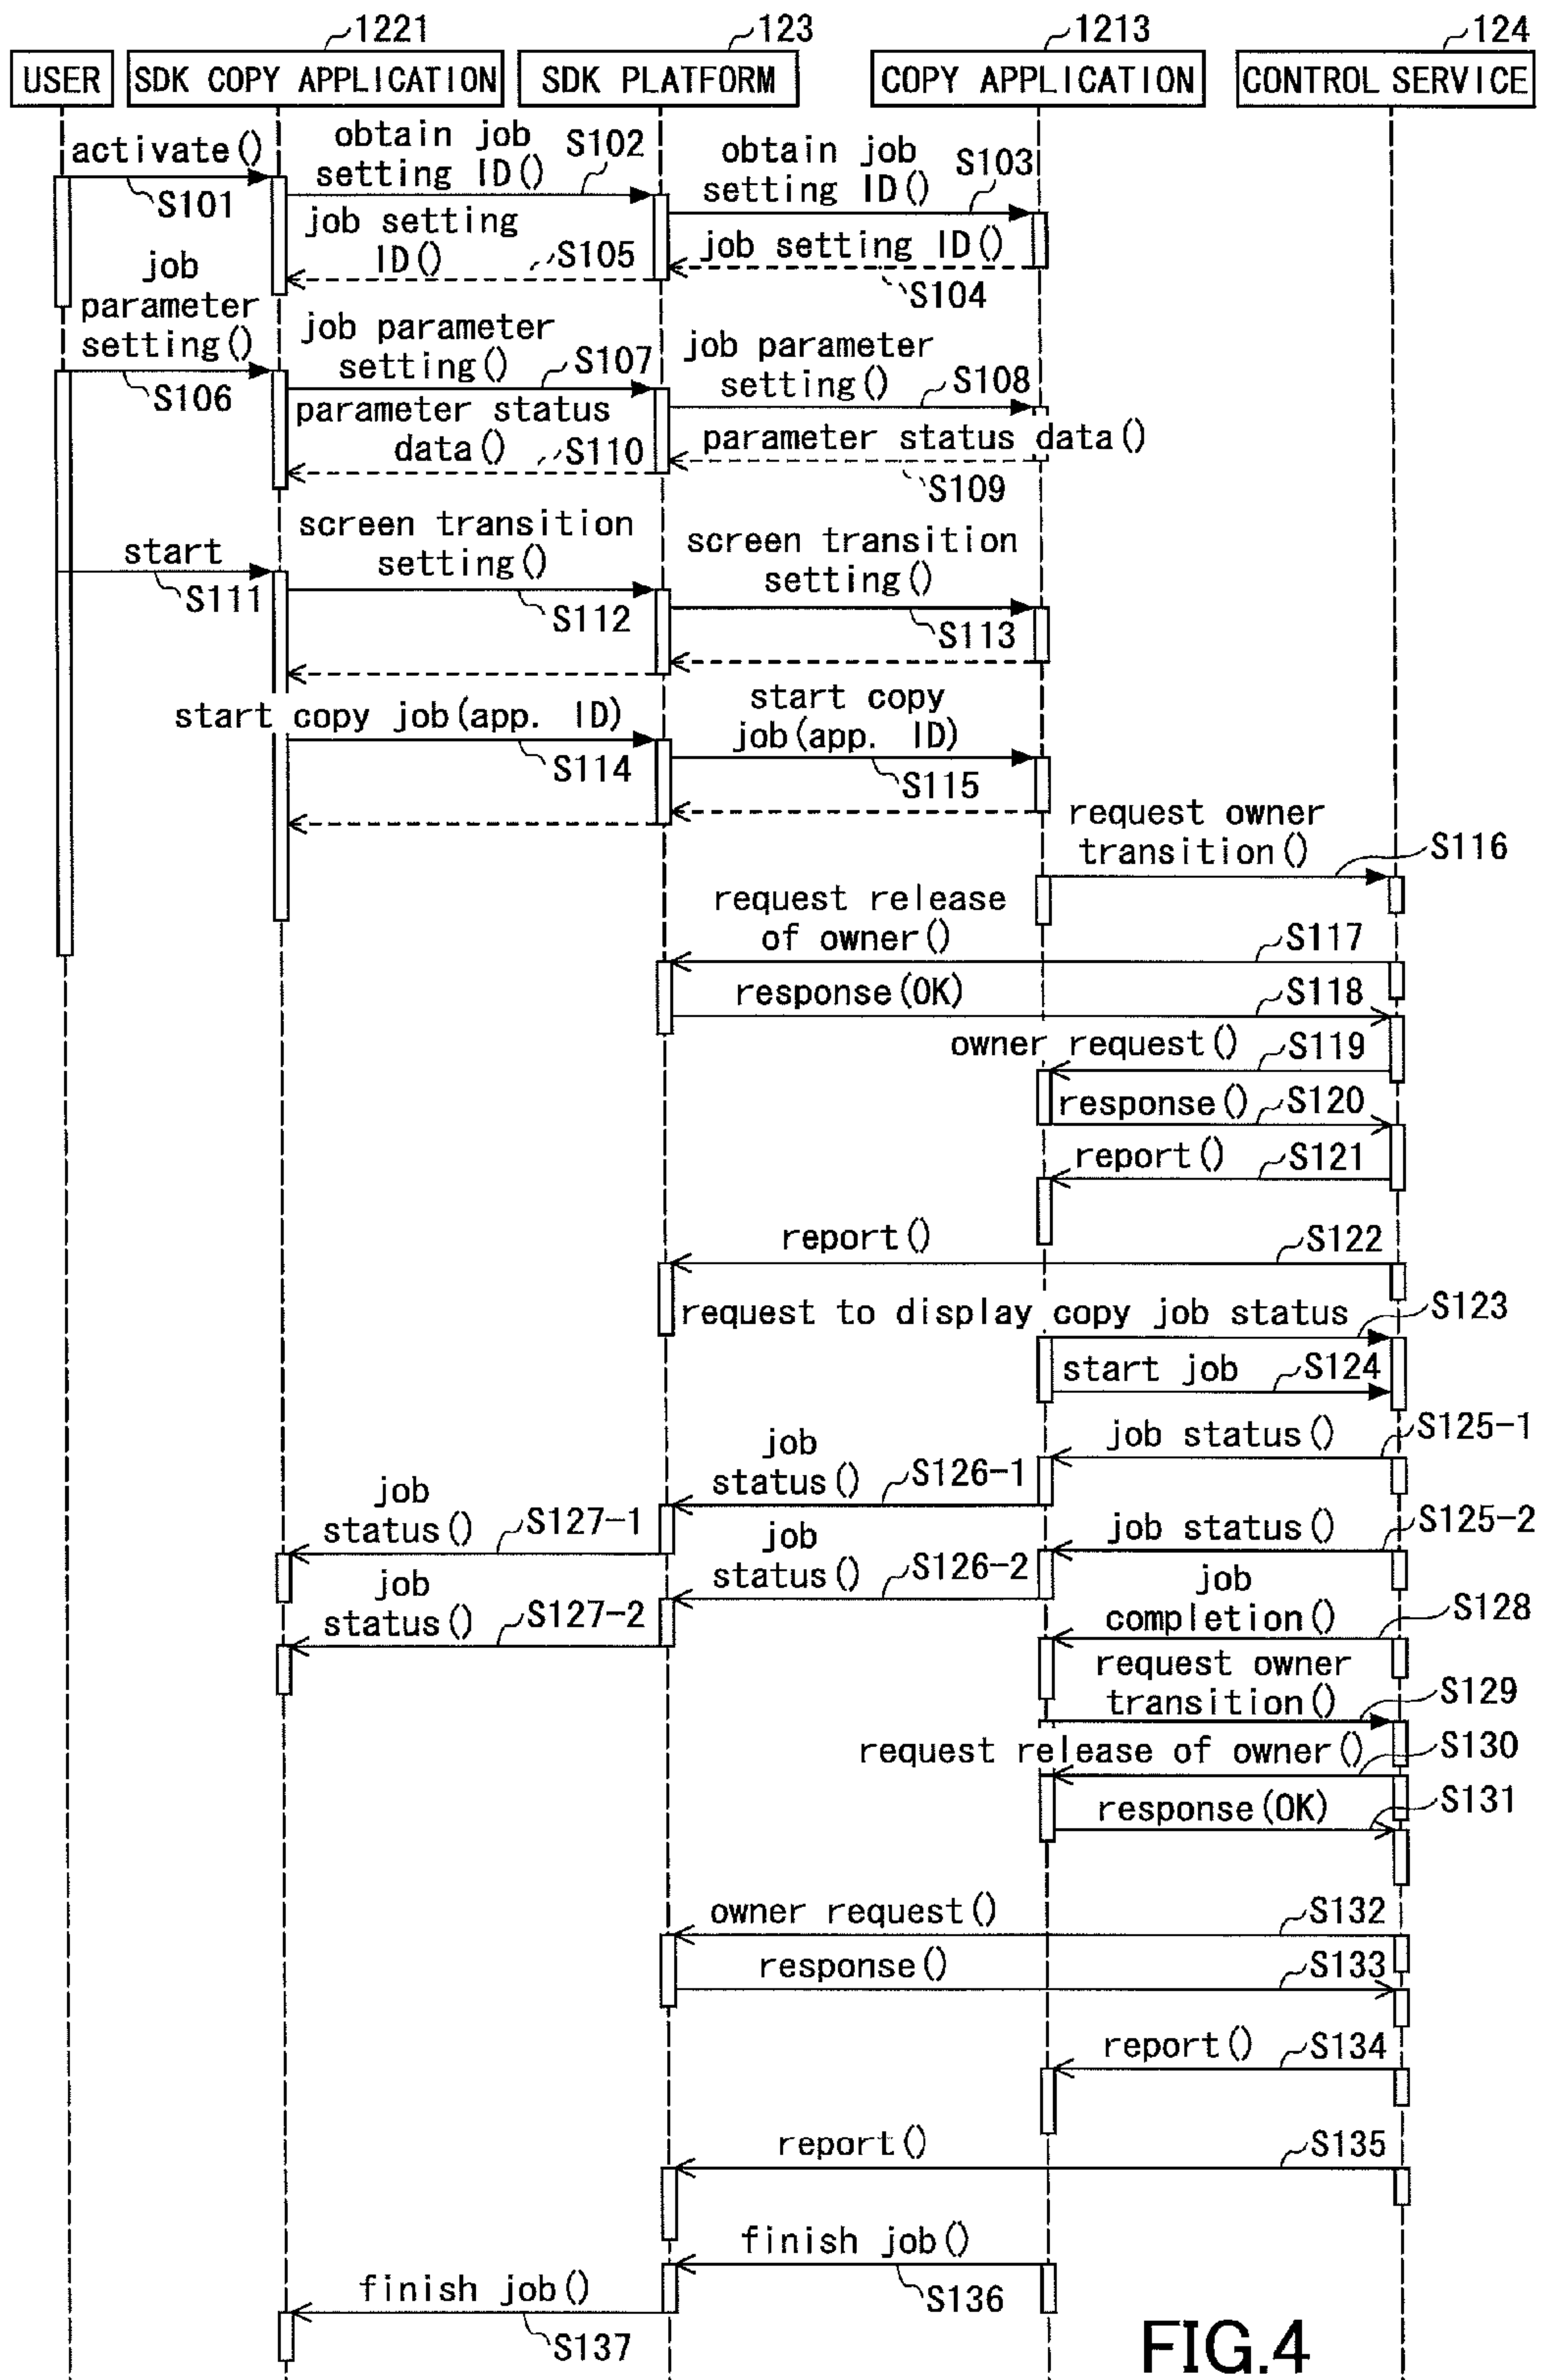 1221
123
1213
124
USER
SDK COPY APPLICATION
SDK PLATFORM
COPY APPLICATION
CONTROL SERVICE
activate()
S101
obtain job
setting ID()
S102
obtain job
setting ID()
S103
job setting
ID()
S105
job setting ID()
S104
job
parameter
setting()
S106
job parameter
setting()
S107
job parameter
setting()
S108
parameter status
data()
S110
parameter status data()
S109
start
S111
screen transition
setting()
S112
screen transition
setting()
S113
start copy job(app. ID)
S114
start copy
job(app. ID)
S115
request owner
transition()
S116
request release
of owner()
S117
response(OK)
S118
owner request()
S119
response()
S120
report()
S121
report()
S122
request to display copy job status
S123
start job
S124
job status()
S125-1
job
status()
S126-1
job
status()
S127-1
job status()
S125-2
job
status()
S126-2
job
status()
S127-2
job
completion()
S128
request owner
transition()
S129
request release of owner()
S130
response(OK)
S131
owner request()
S132
response()
S133
report()
S134
report()
S135
finish job()
S136
finish job()
S137
FIG.4